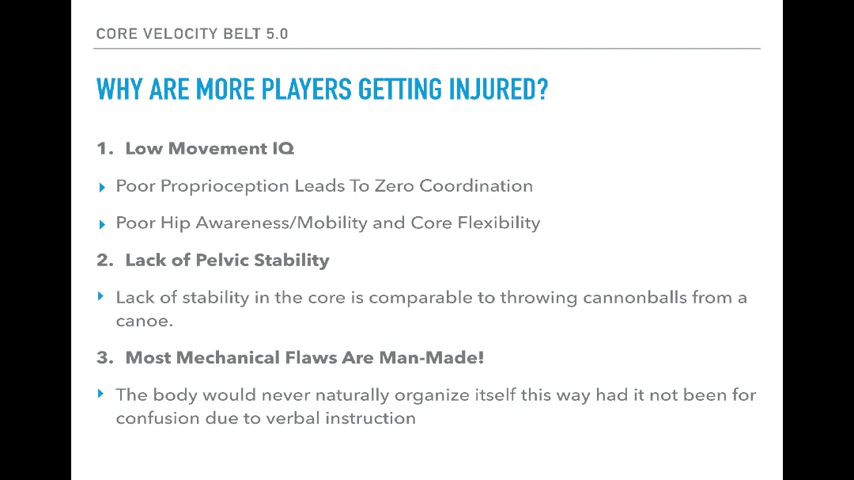 CORE VELOCITY BELT 5.0
WHY ARE MORE PLAYERS GETTING INJURED?
1. Low Movement IQ
Poor Proprioception Leads To Zero Coordination
Poor Hip Awareness/Mobility and Core Flexibility
2. Lack of Pelvic Stability
Lack of stability in the core is comparable to throwing cannonballs from a
canoe.
3. Most Mechanical Flaws Are Man-Made!
The body would never naturally organize itself this way had it not been for
confusion due to verbal instruction